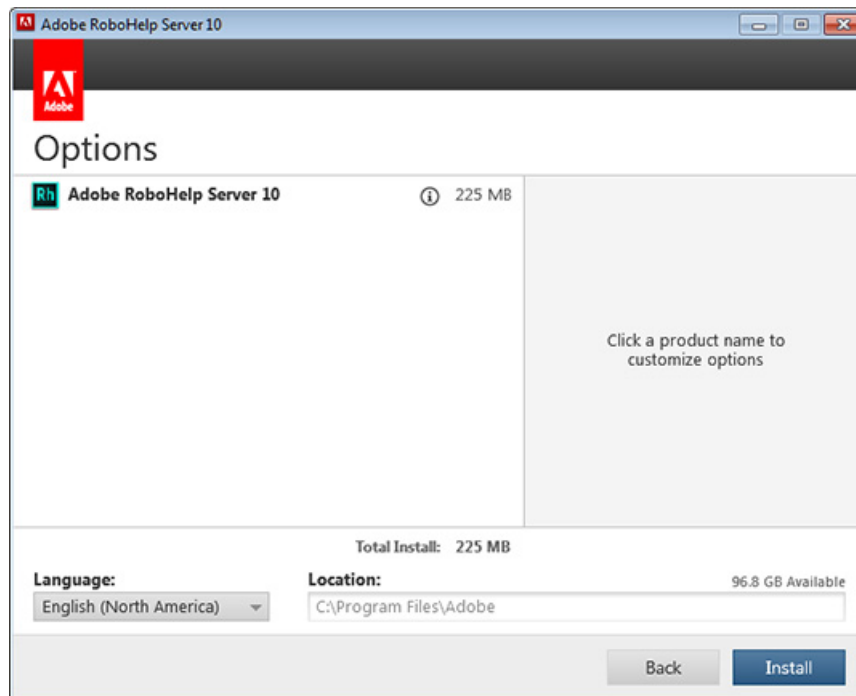 Adobe RoboHelp Server 10
Adobe
Options
Rh Adobe RoboHelp Server 10 225 MB
Click a product name to
customize options
Total Install: 225 MB
Language: Location: 96.8 GB Available
English (North America) C:\Program Files\Adobe
Back Install